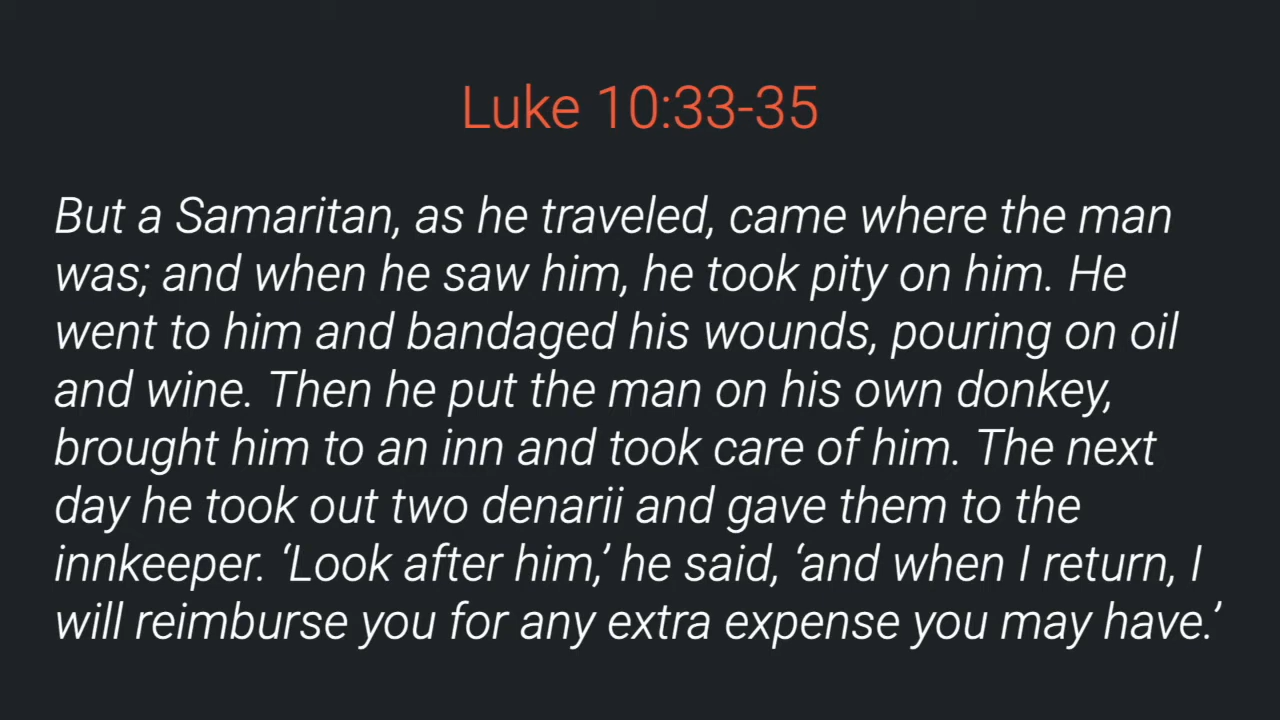 Luke 10:33-35
But a Samaritan, as he traveled, came where the man
was; and when he saw him, he took pity on him. He
went to him and bandaged his wounds, pouring on oil
and wine. Then he put the man on his own donkey,
brought him to an inn and took care of him. The next
day he took out two denarii and gave them to the
innkeeper. ‘Look after him,’ he said, ‘and when I return, I
will reimburse you for any extra expense you may have.’